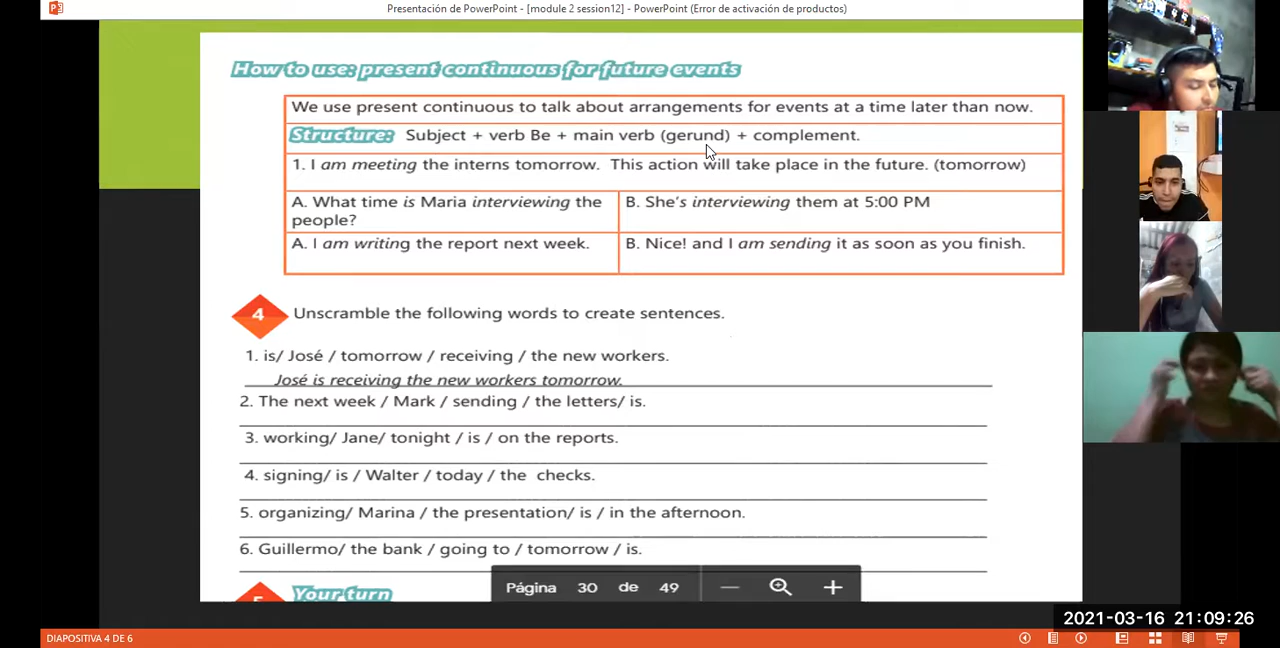 Presentación de PowerPoint - [module 2 session12] - PowerPoint (Error de activación de productos)
How to use: present continuous for future events
We use present continuous to talk about arrangements for events at a time later than now.
Structure: Subject + verb Be + main verb (gerund) + complement.
1. I am meeting the interns tomorrow. This action will take place in the future. (tomorrow)
A. What time is Maria interviewing the
people?
B. She's interviewing them at 5:00 PM
A. I am writing the report next week.
B. Nice! and I am sending it as soon as you finish.
4 Unscramble the following words to create sentences.
1. is/ José / tomorrow / receiving / the new workers.
José is receiving the new workers tomorrow.
2. The next week / Mark / sending / the letters/ is.
3. working/ Jane/ tonight / is / on the reports.
4. signing/ is / Walter / today / the checks.
5. organizing/ Marina / the presentation/ is / in the afternoon.
6. Guillermo/ the bank / going to / tomorrow / is.
5 Your turn
Página 30 de 49
2021-03-16 21:09:26
DIAPOSITIVA 4 DE 6